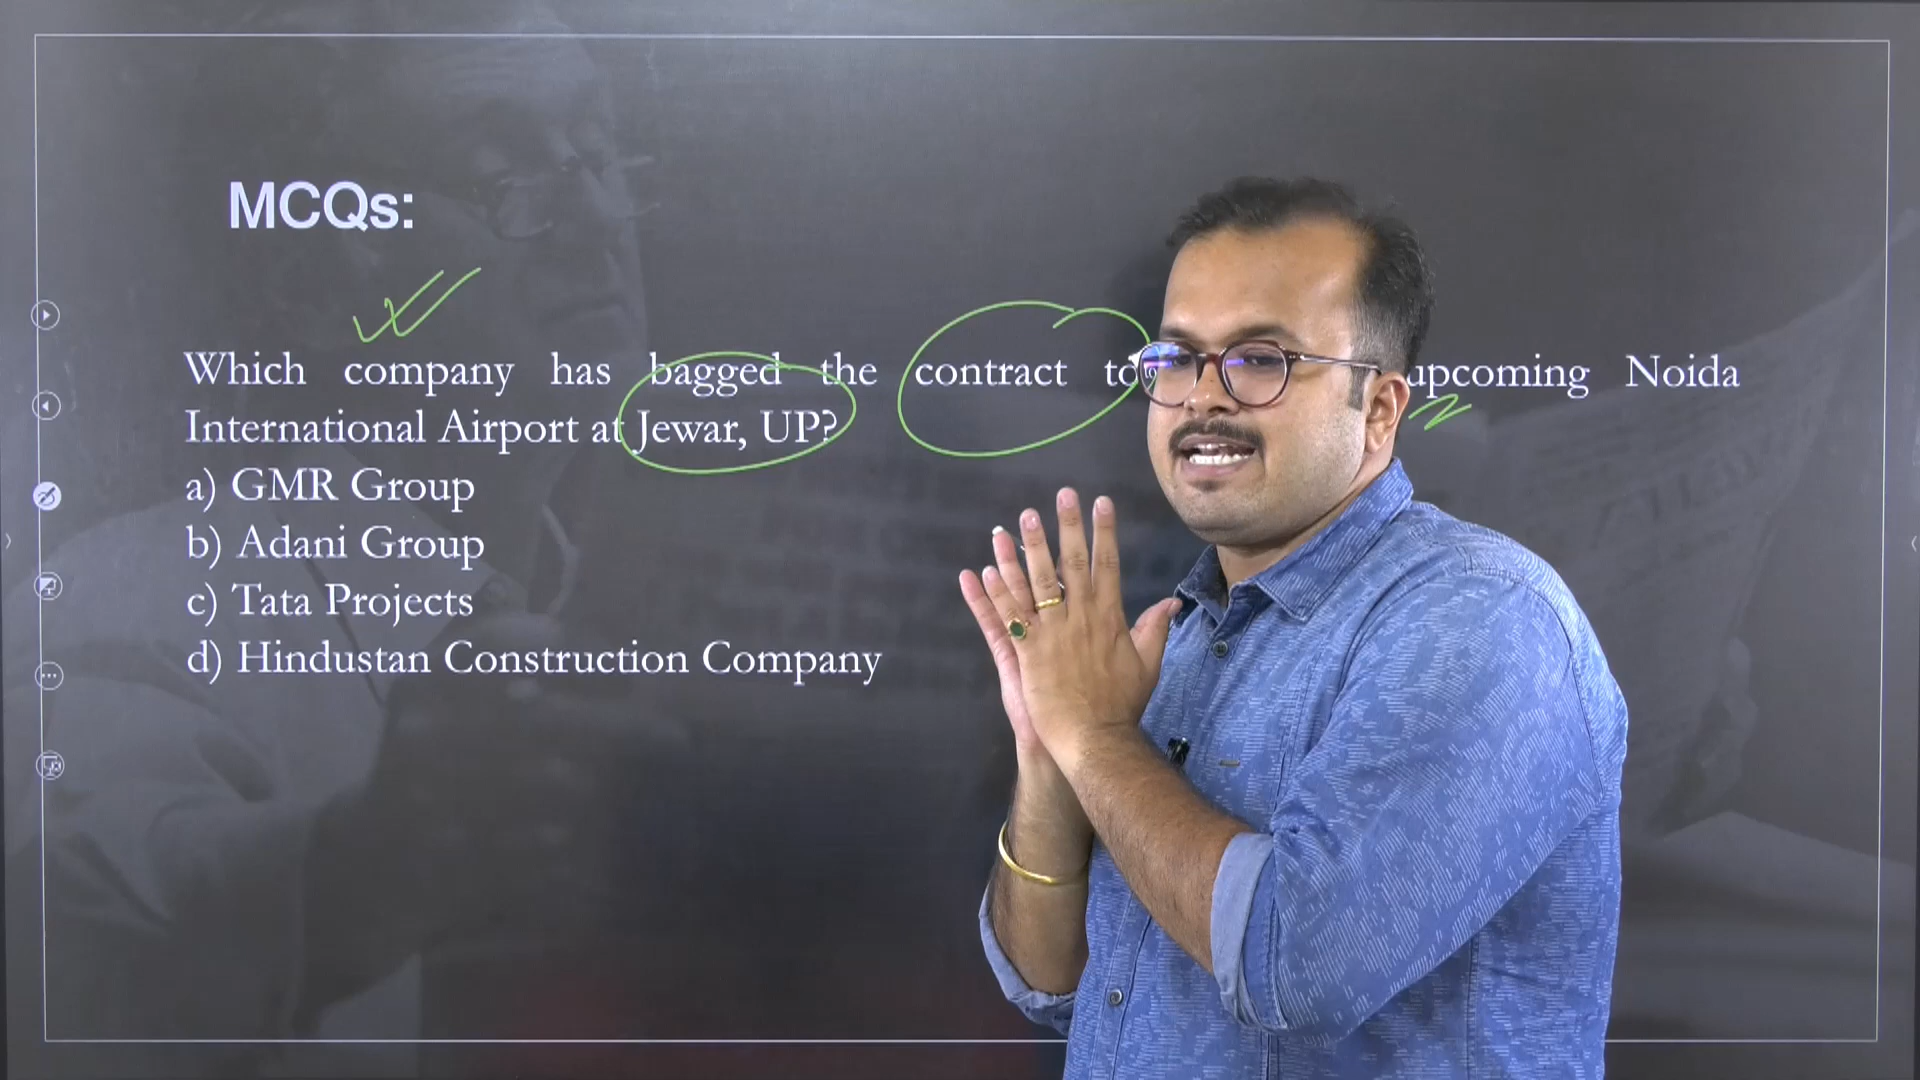 MCQs:
Which company has bagged the contract to upcoming Noida
International Airport at Jewar, UP?
a) GMR Group
b) Adani Group
c) Tata Projects
d) Hindustan Construction Company